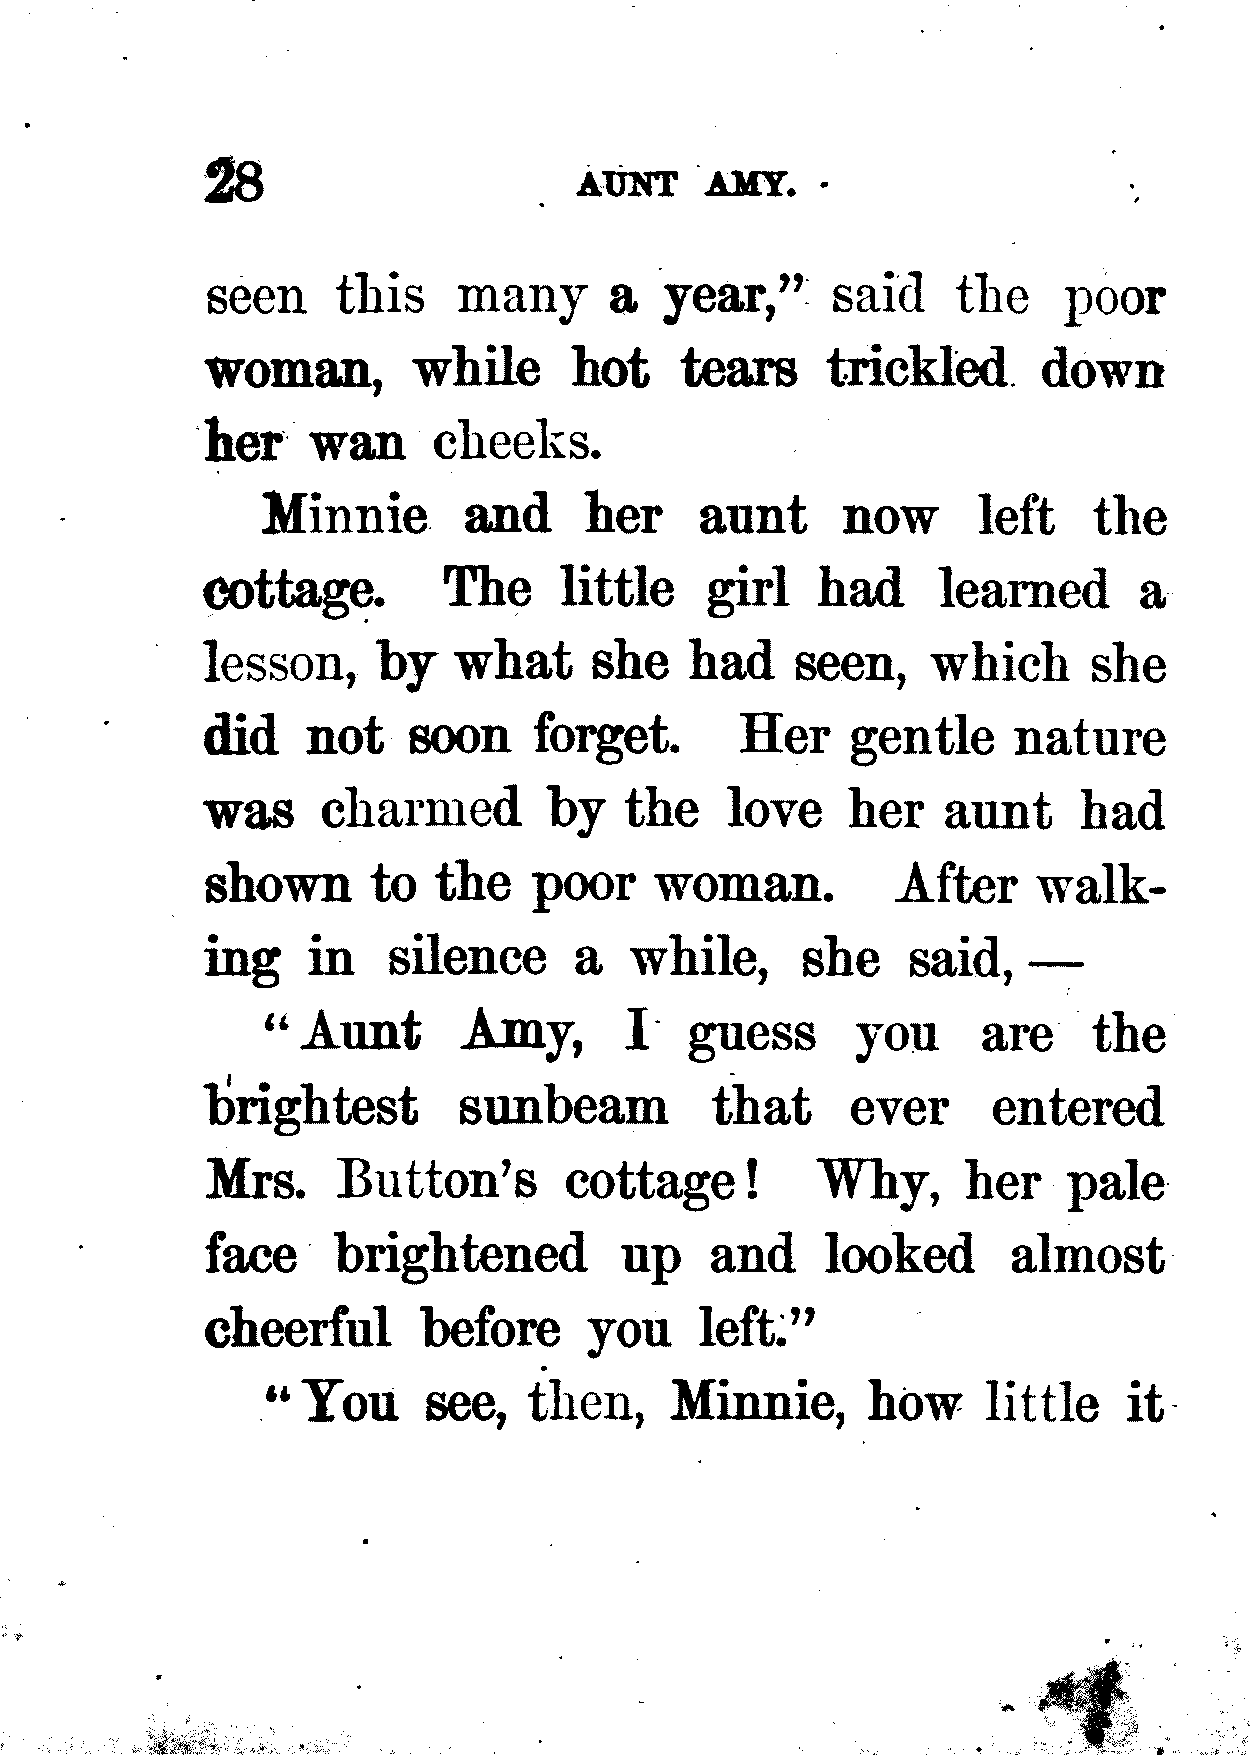 28 AUNT AMY.
seen this many a year,” said the poor
woman, while hot tears trickled down
her wan cheeks.
Minnie and her aunt now left the
cottage. The little girl had learned a
lesson, by what she had seen, which she
did not soon forget. Her gentle nature
was charmed by the love her aunt had
shown to the poor woman. After walk-
ing in silence a while, she said, —
“Aunt Amy, I guess you are the
brightest sunbeam that ever entered
Mrs. Button’s cottage! Why, her pale
face brightened up and looked almost
cheerful before you left.”
“You see, then, Minnie, how little it